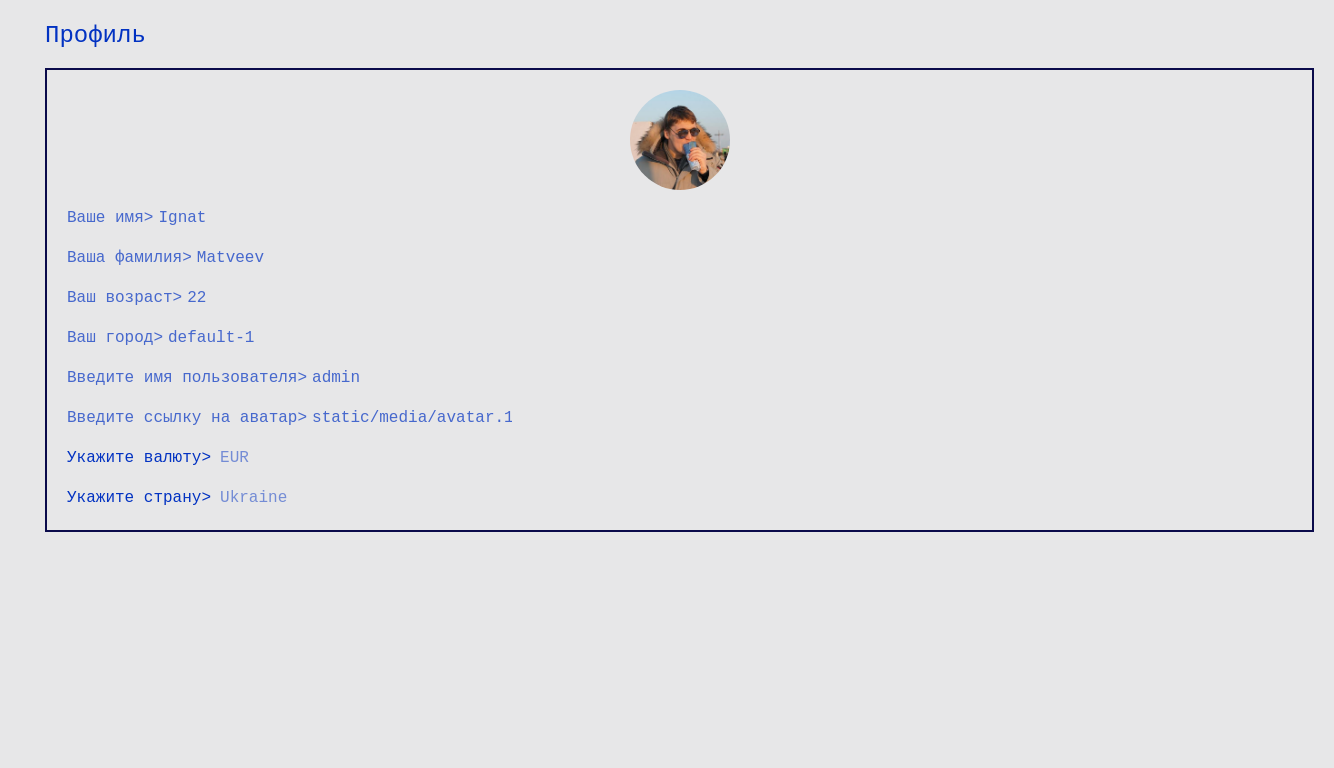 Профиль
Ваше имя> Ignat
Ваша фамилия> Matveev
Ваш возраст> 22
Ваш город> default-1
Введите имя пользователя> admin
Введите ссылку на аватар> static/media/avatar.1
Укажите валюту> EUR
Укажите страну> Ukraine